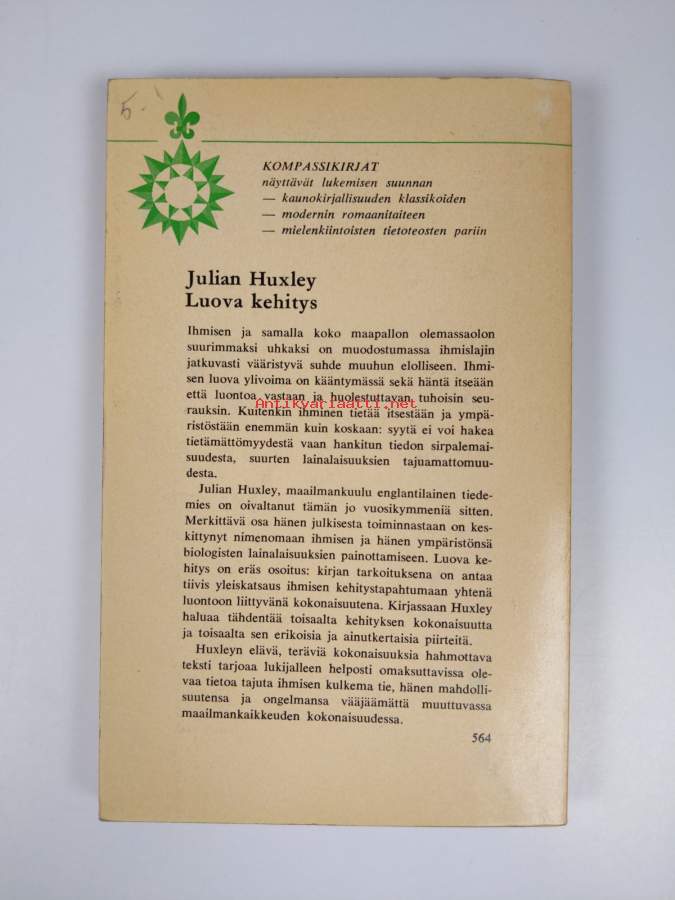 5.-
KOMPASSIKIRJAT
näyttävät lukemisen suunnan
— kaunokirjallisuuden klassikoiden
— modernin romaanitaiteen
— mielenkiintoisten tietoteosten pariin
Julian Huxley
Luova kehitys
Ihmisen ja samalla koko maapallon olemassaolon
suurimmaksi uhkaksi on muodostumassa ihmislajin
jatkuvasti vääristyvä suhde muuhun elolliseen. Ihmi-
sen luova ylivoima on kääntymässä sekä häntä itseään
että luontoa vastaan ja huolestuttavan tuhoisin seu-
Antikvariaatti.net
rauksin. Kuitenkin ihminen tietää itsestään ja ympä-
ristöstään enemmän kuin koskaan: syytä ei voi hakea
tietämättömyydestä vaan hankitun tiedon sirpalemai-
suudesta, suurten lainalaisuuksien tajuamattomuu-
desta.
Julian Huxley, maailmankuulu englantilainen tiede-
mies on oivaltanut tämän jo vuosikymmeniä sitten.
Merkittävä osa hänen julkisesta toiminnastaan on kes-
kittynyt nimenomaan ihmisen ja hänen ympäristönsä
biologisten lainalaisuuksien painottamiseen. Luova ke-
hitys on eräs osoitus: kirjan tarkoituksena on antaa
tiivis yleiskatsaus ihmisen kehitystapahtumaan yhtenä
luontoon liittyvänä kokonaisuutena. Kirjassaan Huxley
haluaa tähdentää toisaalta kehityksen kokonaisuutta
ja toisaalta sen erikoisia ja ainutkertaisia piirteitä.
Huxleyn elävä, teräviä kokonaisuuksia hahmottava
teksti tarjoaa lukijalleen helposti omaksuttavissa ole-
vaa tietoa tajuta ihmisen kulkema tie, hänen mahdolli-
suutensa ja ongelmansa vääjäämättä muuttuvassa
maailmankaikkeuden kokonaisuudessa.
564